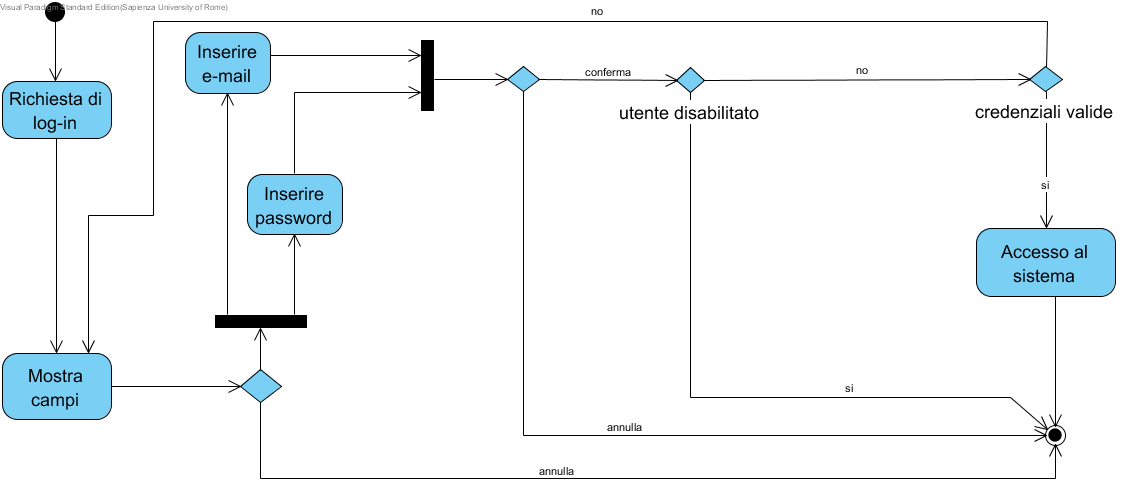 Visual Paradigm Standard Edition(Sapienza University of Rome)
no
Inserire
e-mail
conferma
no
Richiesta di
log-in
utente disabilitato
credenziali valide
si
Inserire
password
Accesso al
sistema
Mostra
campi
si
annulla
annulla